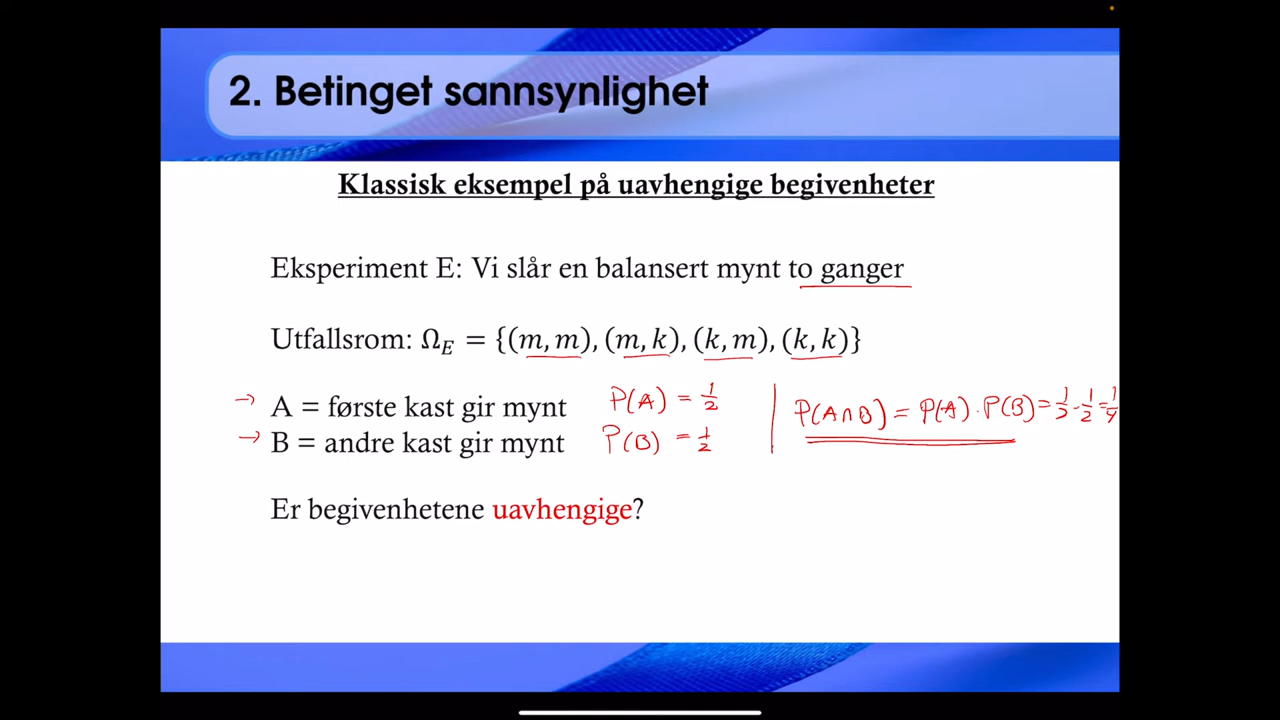 2. Betinget sannsynlighet
Klassisk eksempel på uavhengige begivenheter
Eksperiment E: Vi slår en balansert mynt to ganger
Utfallsrom: Ω_E = {(m, m), (m, k), (k, m), (k, k)}
→ A = første kast gir mynt P(A) = 1/2 | P(A∩B) = P(A) · P(B) = 1/2 · 1/2 = 1/4
→ B = andre kast gir mynt P(B) = 1/2
Er begivenhetene uavhengige?